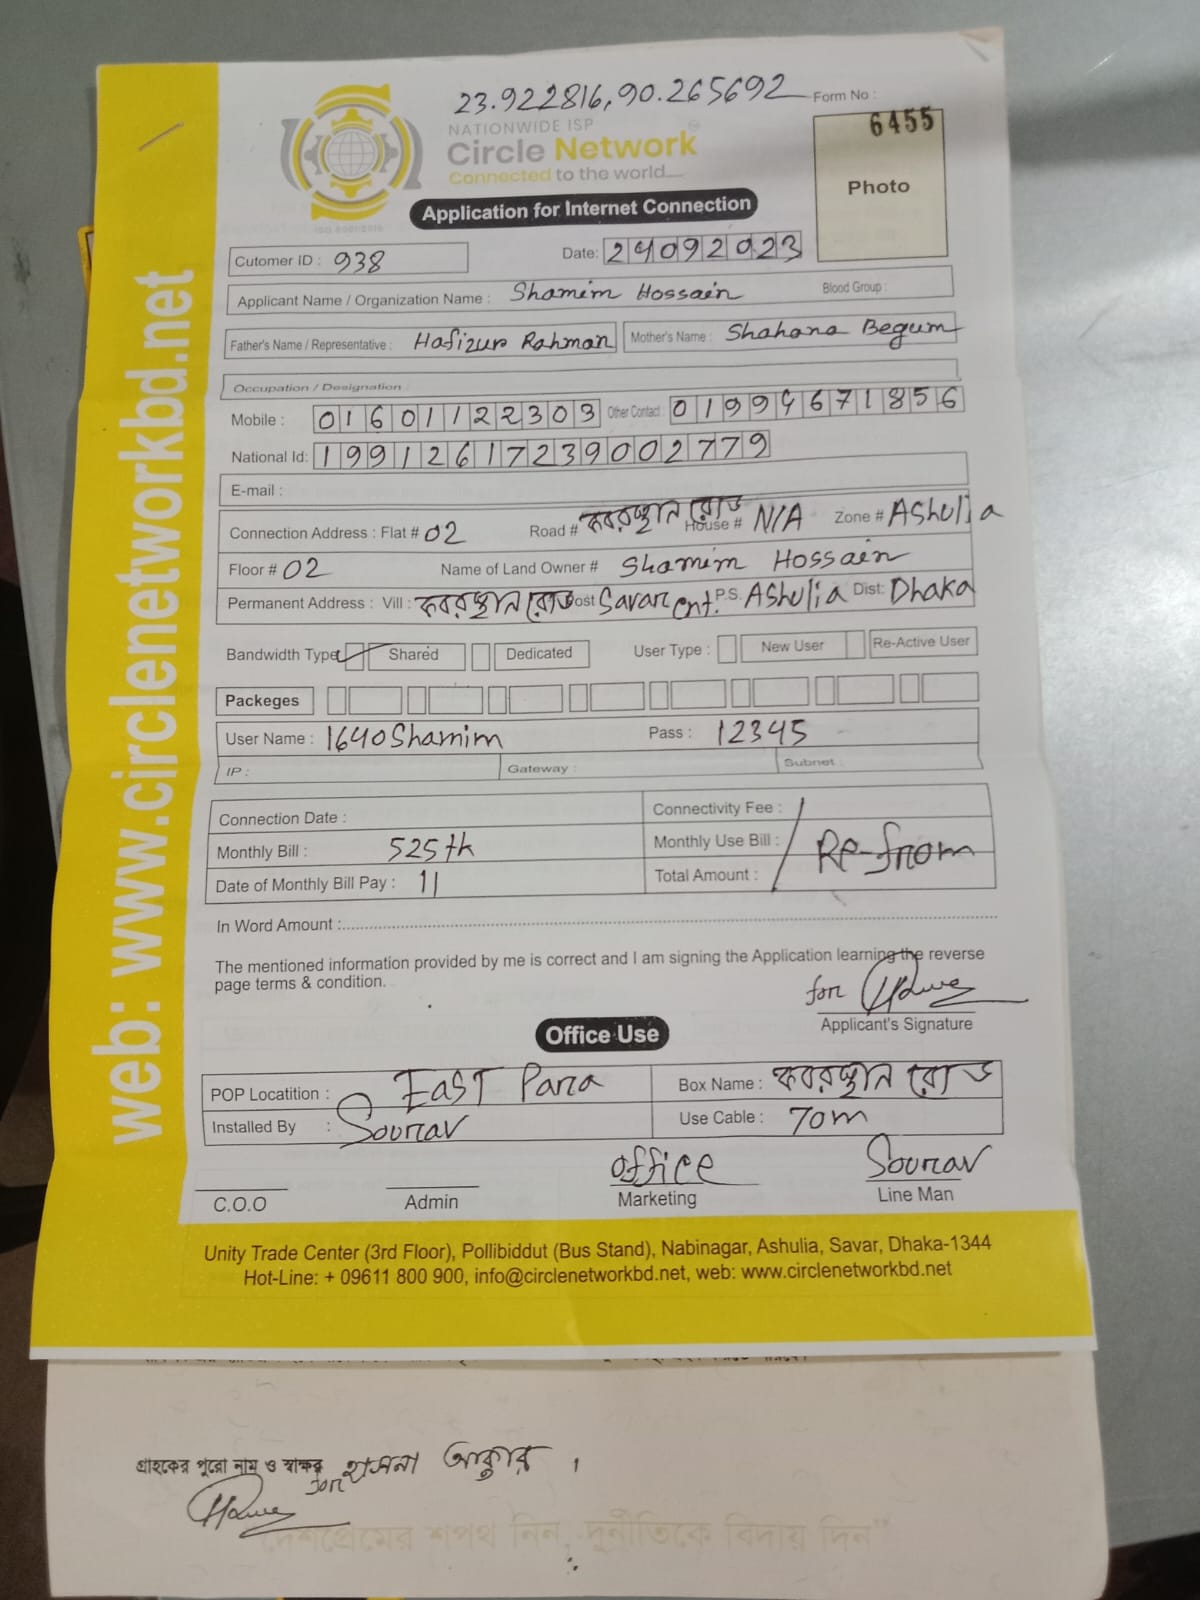 23.922816,90.265692 Form No :
6455
NATIONWIDE ISP
Circle Network
Connected to the world
Photo
Application for Internet Connection
Cutomer ID : 938 Date: 24092023
Applicant Name / Organization Name : Shamim Hossain Blood Group :
Father's Name / Representative : Hafizur Rahman Mother's Name : Shahana Begum
Occupation / Designation :
Mobile : 01601122303 Other Contact : 01994671856
National Id: 19912617239002779
E-mail :
Connection Address : Flat # 02 Road # কবরস্থান রোড House # N/A Zone # Ashulia
Floor # 02 Name of Land Owner # Shamim Hossain
Permanent Address : Vill : কবরস্থান রোড Post Savar Cnt. P.S. Ashulia Dist: Dhaka
Bandwidth Type Shared Dedicated User Type : New User Re-Active User
Packeges
User Name : 1640Shamim Pass : 12345
IP : Gateway : Subnet :
Connection Date : Connectivity Fee :
Monthly Bill : 525tk Monthly Use Bill : Re-from
Date of Monthly Bill Pay : 11 Total Amount :
In Word Amount :
The mentioned information provided by me is correct and I am signing the Application learning the reverse
page terms & condition.
for
Applicant's Signature
Office Use
POP Locatition : East Para Box Name : কবরস্থান রোড
Installed By : Sourav Use Cable : 70m
office Sourav
C.O.O Admin Marketing Line Man
Unity Trade Center (3rd Floor), Pollibiddut (Bus Stand), Nabinagar, Ashulia, Savar, Dhaka-1344
Hot-Line: + 09611 800 900, info@circlenetworkbd.net, web: www.circlenetworkbd.net
web: www.circlenetworkbd.net
গ্রাহকের পুরো নাম ও স্বাক্ষর for হাসনা আক্তার ।
দেশপ্রেমের শপথ নিন, দুর্নীতিকে বিদায় দিন"